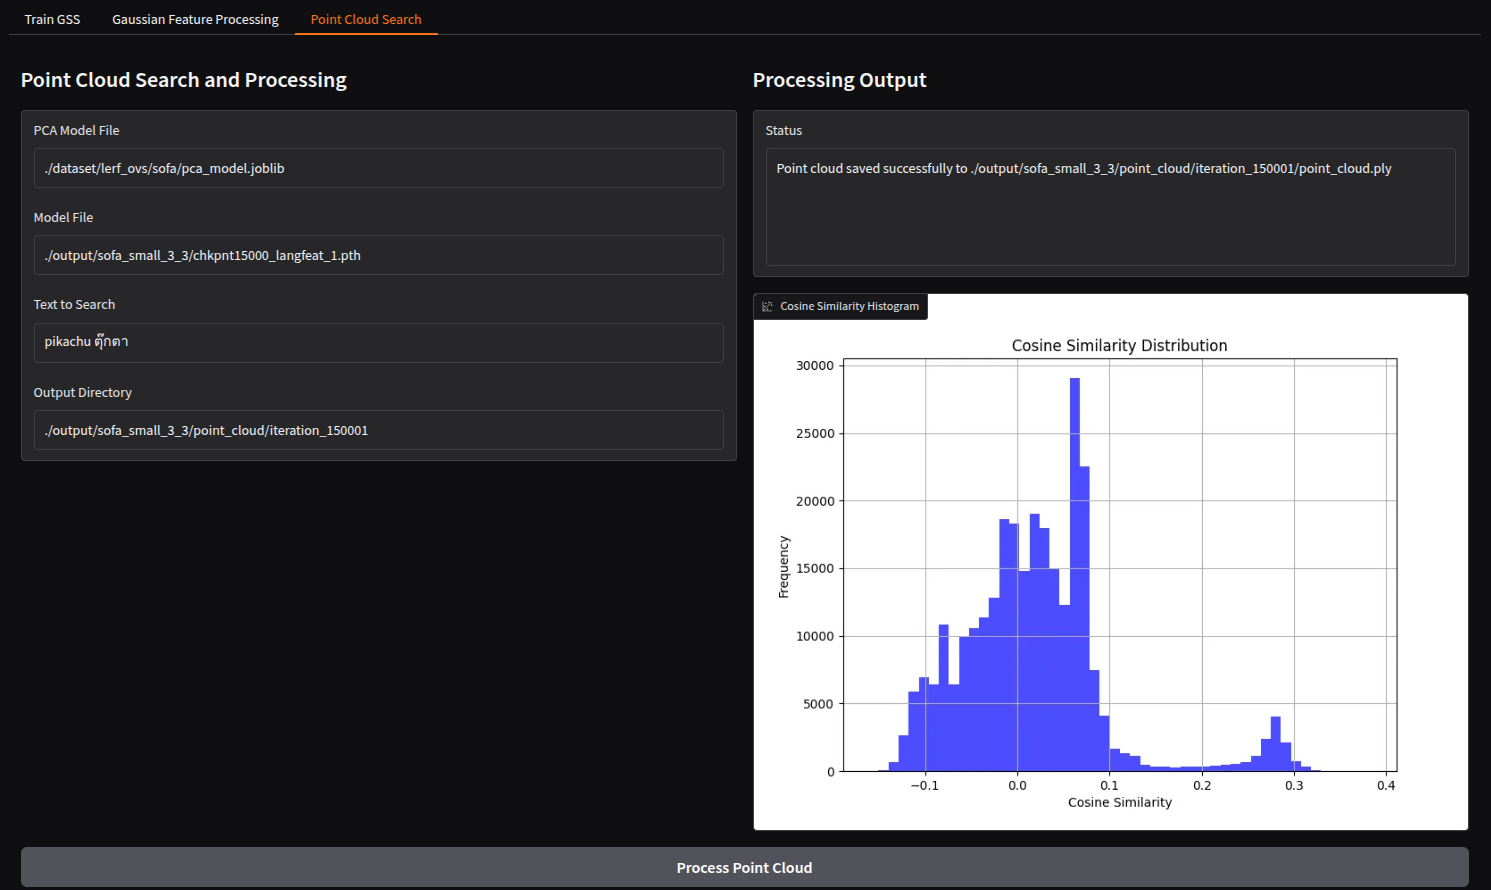 Train GSS
Gaussian Feature Processing
Point Cloud Search
Point Cloud Search and Processing
PCA Model File
./dataset/lerf_ovs/sofa/pca_model.joblib
Model File
./output/sofa_small_3_3/chkpnt15000_langfeat_1.pth
Text to Search
pikachu ตุ๊กตา
Output Directory
./output/sofa_small_3_3/point_cloud/iteration_150001
Processing Output
Status
Point cloud saved successfully to ./output/sofa_small_3_3/point_cloud/iteration_150001/point_cloud.ply
Cosine Similarity Histogram
Cosine Similarity Distribution
30000
25000
20000
15000
10000
5000
0
Frequency
−0.1
0.0
0.1
0.2
0.3
0.4
Cosine Similarity
Process Point Cloud